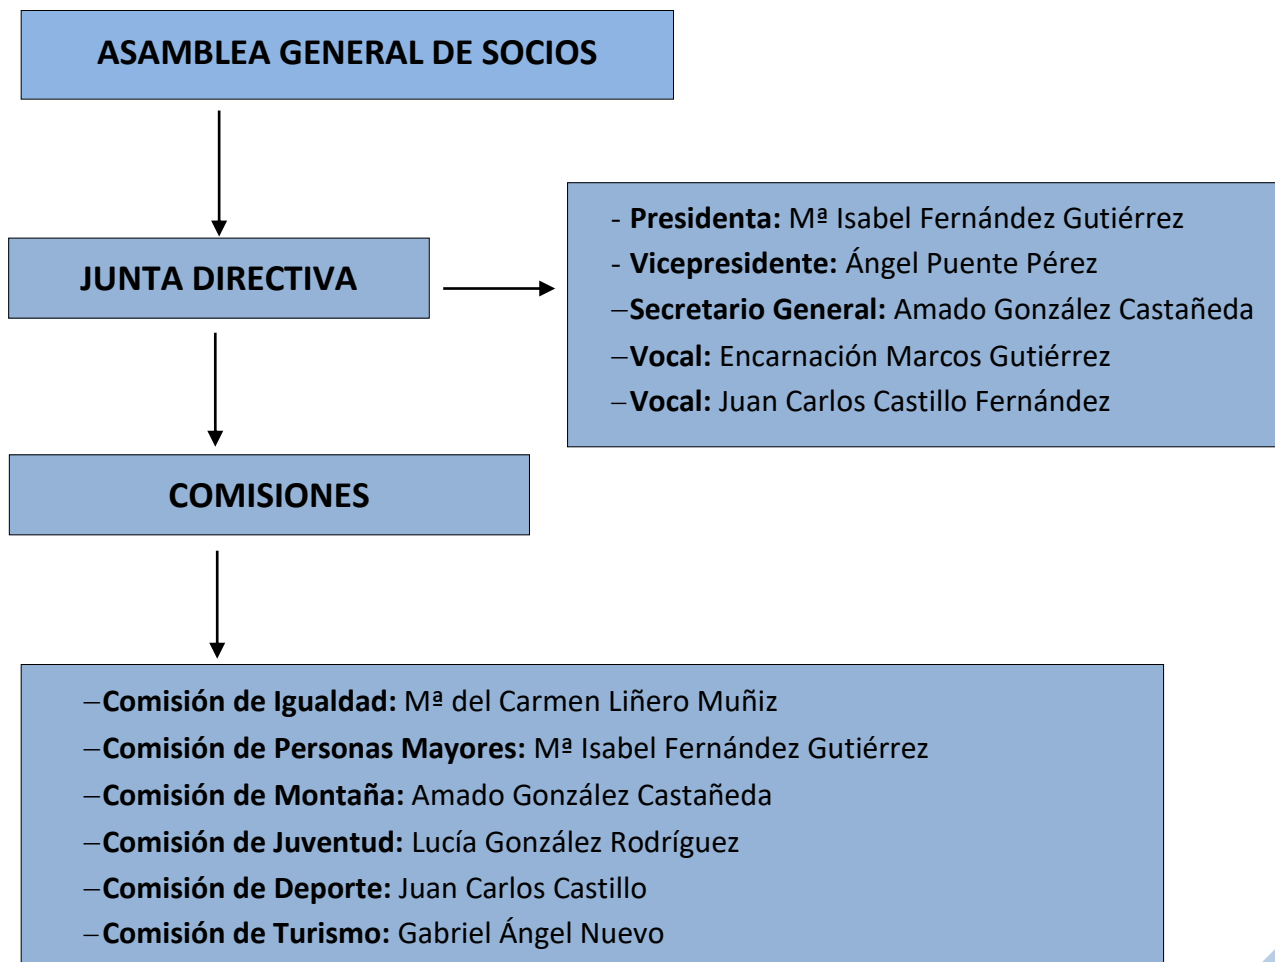 ASAMBLEA GENERAL DE SOCIOS
- Presidenta: Mª Isabel Fernández Gutiérrez
- Vicepresidente: Ángel Puente Pérez
–Secretario General: Amado González Castañeda
–Vocal: Encarnación Marcos Gutiérrez
–Vocal: Juan Carlos Castillo Fernández
JUNTA DIRECTIVA
COMISIONES
–Comisión de Igualdad: Mª del Carmen Liñero Muñiz
–Comisión de Personas Mayores: Mª Isabel Fernández Gutiérrez
–Comisión de Montaña: Amado González Castañeda
–Comisión de Juventud: Lucía González Rodríguez
–Comisión de Deporte: Juan Carlos Castillo
–Comisión de Turismo: Gabriel Ángel Nuevo